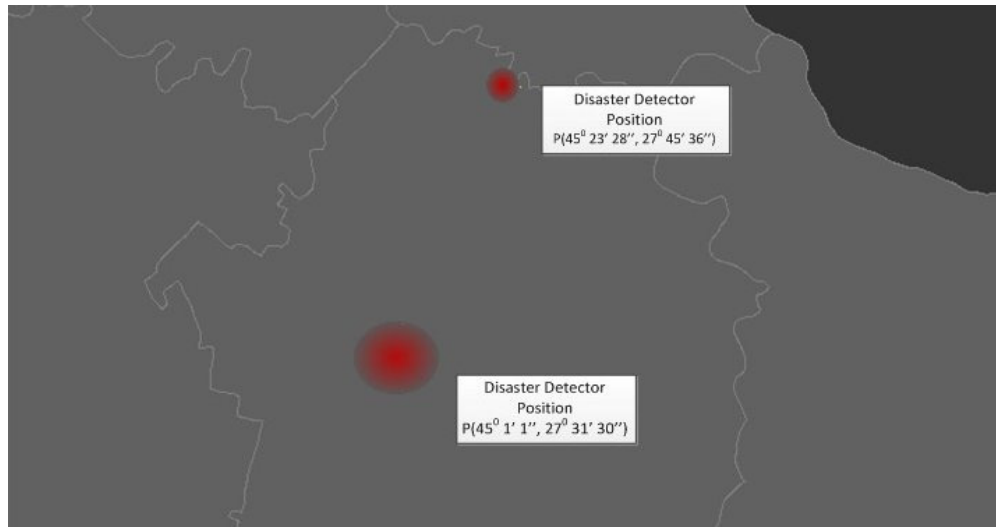 Disaster Detector
Position
P(45⁰ 23’ 28’’, 27⁰ 45’ 36’’)
Disaster Detector
Position
P(45⁰ 1’ 1’’, 27⁰ 31’ 30’’)